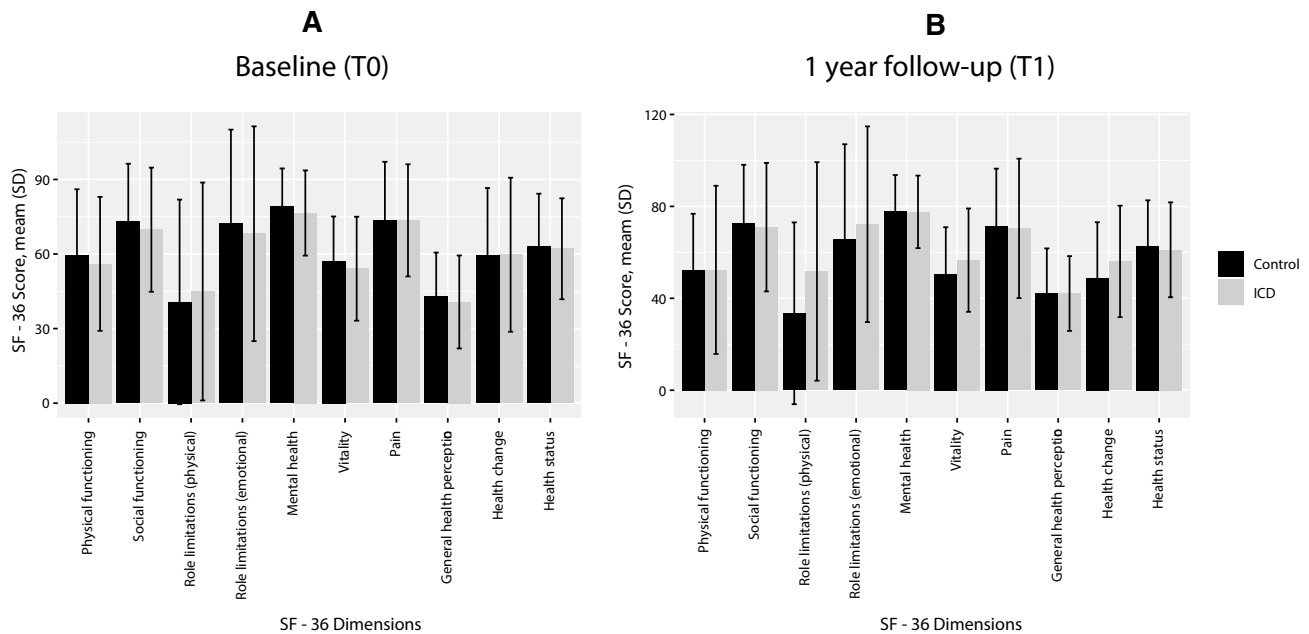 A
Baseline (T0)
SF - 36 Score, meam (SD)
90
60
30
0
Physical functioning
Social functioning
Role limitations (physical)
Role limitations (emotional)
Mental health
Vitality
Pain
General health perceptio
Health change
Health status
SF - 36 Dimensions
B
1 year follow-up (T1)
SF - 36 Score, meam (SD)
120
80
40
0
Physical functioning
Social functioning
Role limitations (physical)
Role limitations (emotional)
Mental health
Vitality
Pain
General health perceptio
Health change
Health status
SF - 36 Dimensions
Control
ICD